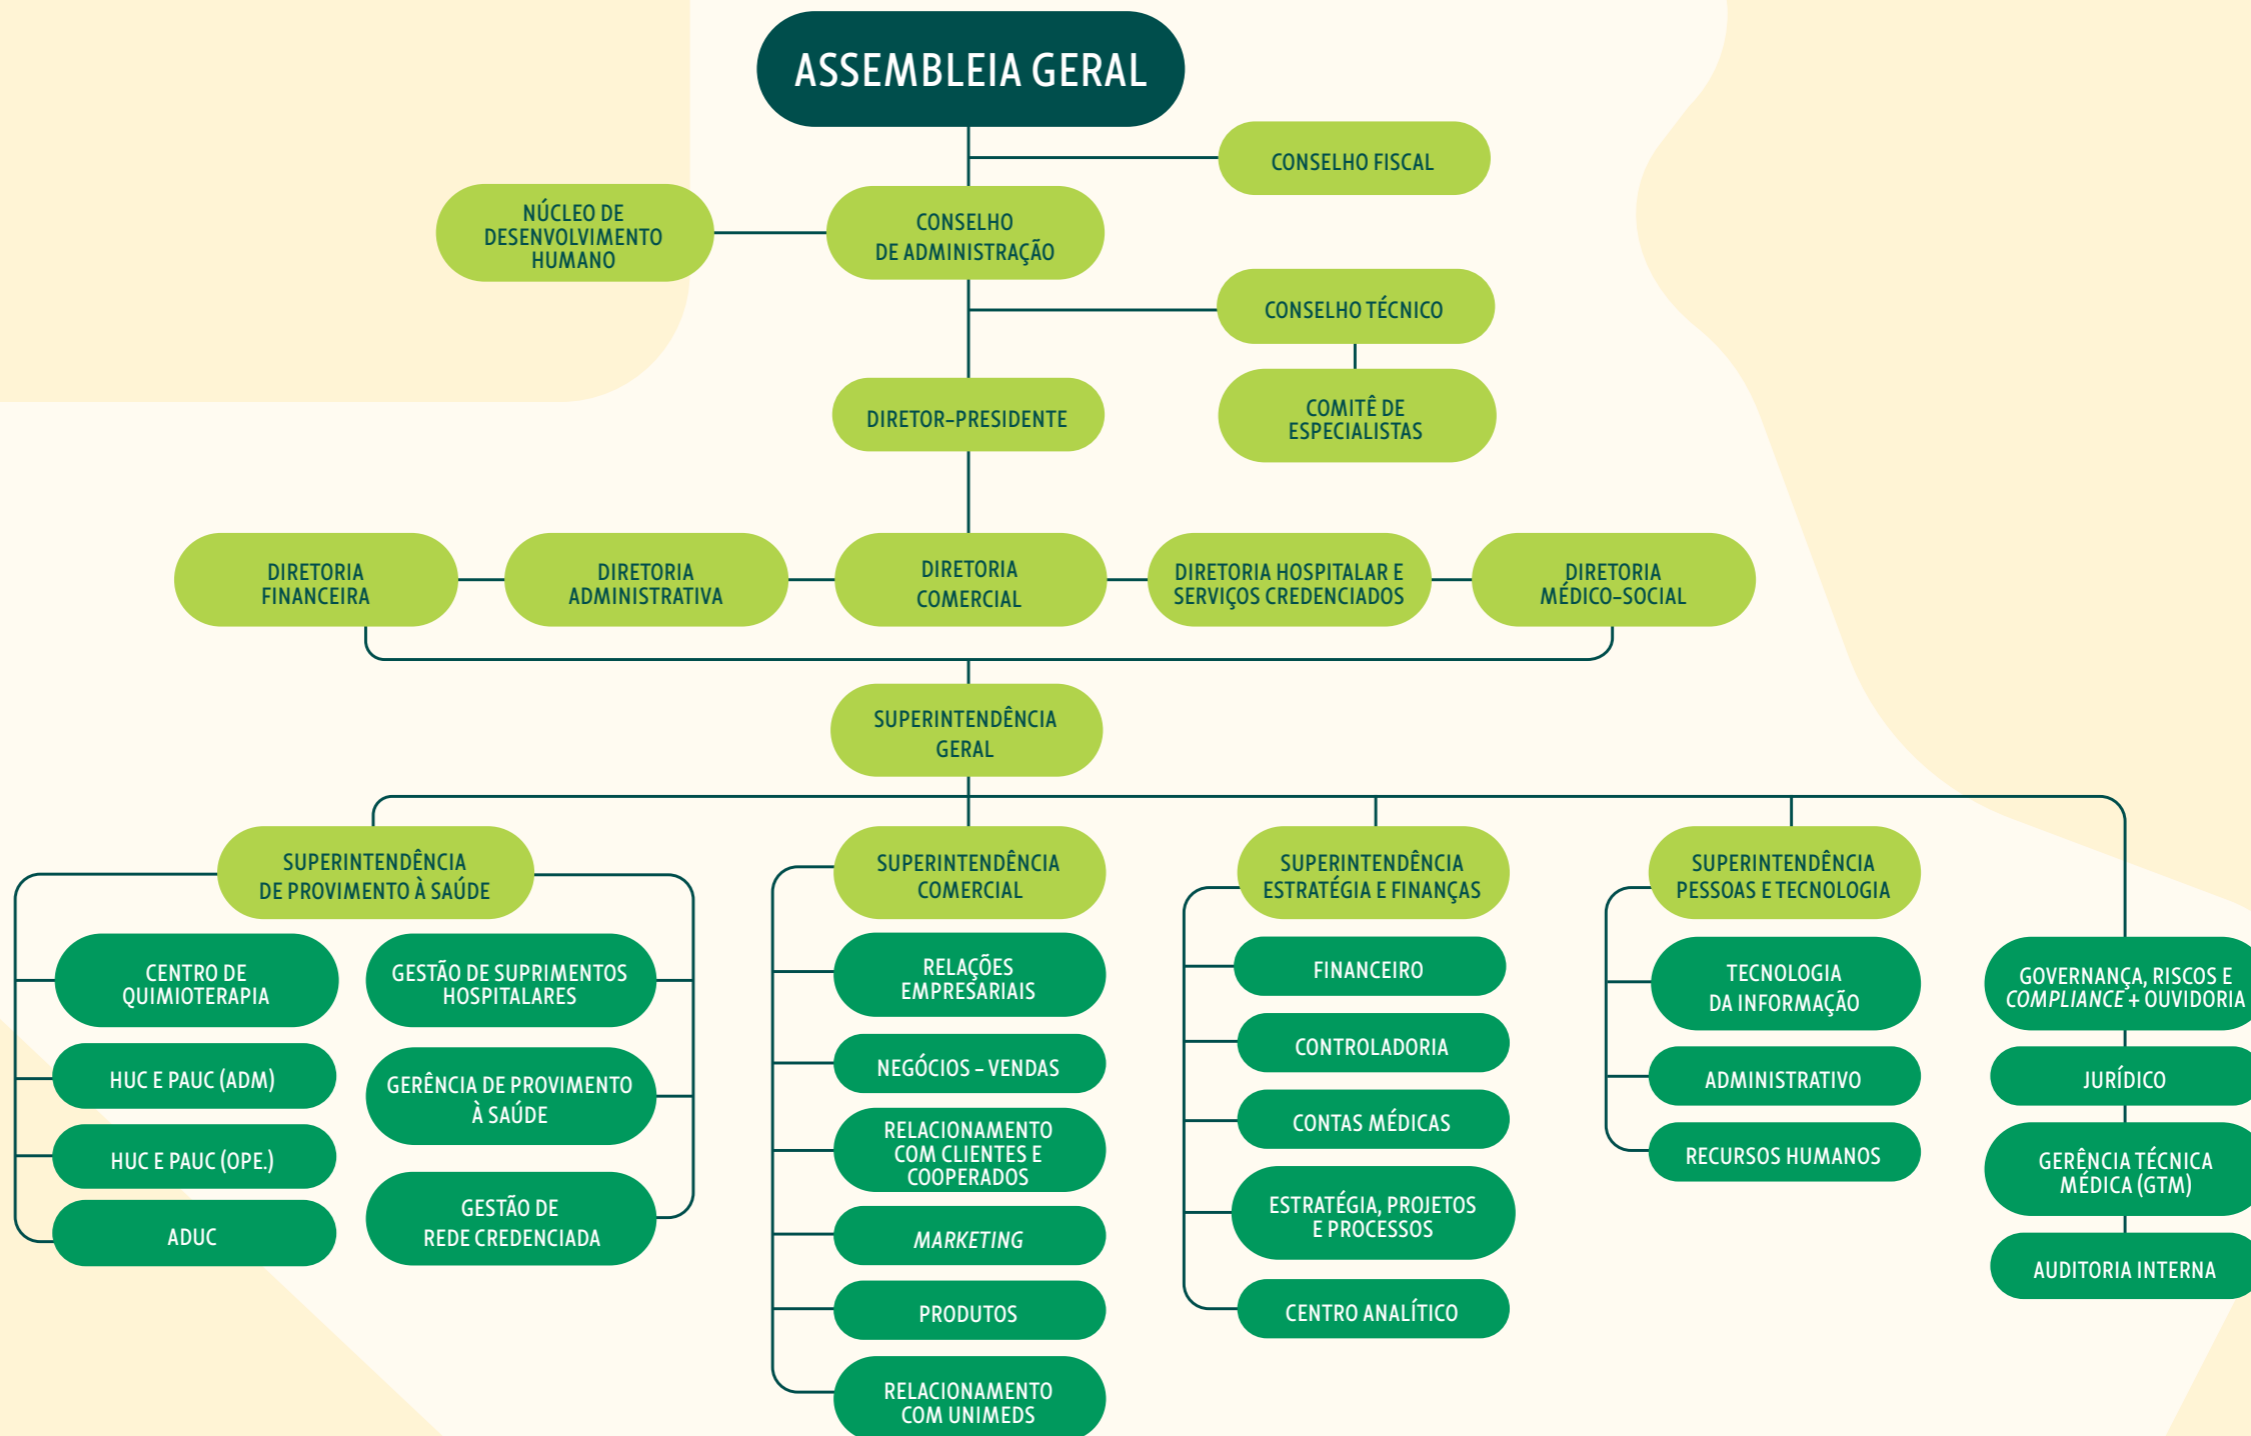 ASSEMBLEIA GERAL
CONSELHO FISCAL
NÚCLEO DE
DESENVOLVIMENTO
HUMANO
CONSELHO
DE ADMINISTRAÇÃO
CONSELHO TÉCNICO
COMITÊ DE
ESPECIALISTAS
DIRETOR-PRESIDENTE
DIRETORIA
FINANCEIRA
DIRETORIA
ADMINISTRATIVA
DIRETORIA
COMERCIAL
DIRETORIA HOSPITALAR E
SERVIÇOS CREDENCIADOS
DIRETORIA
MÉDICO-SOCIAL
SUPERINTENDÊNCIA
GERAL
SUPERINTENDÊNCIA
DE PROVIMENTO À SAÚDE
CENTRO DE
QUIMIOTERAPIA
HUC E PAUC (ADM)
HUC E PAUC (OPE.)
ADUC
GESTÃO DE SUPRIMENTOS
HOSPITALARES
GERÊNCIA DE PROVIMENTO
À SAÚDE
GESTÃO DE
REDE CREDENCIADA
SUPERINTENDÊNCIA
COMERCIAL
RELAÇÕES
EMPRESARIAIS
NEGÓCIOS – VENDAS
RELACIONAMENTO
COM CLIENTES E
COOPERADOS
MARKETING
PRODUTOS
RELACIONAMENTO
COM UNIMEDS
SUPERINTENDÊNCIA
ESTRATÉGIA E FINANÇAS
FINANCEIRO
CONTROLADORIA
CONTAS MÉDICAS
ESTRATÉGIA, PROJETOS
E PROCESSOS
CENTRO ANALÍTICO
SUPERINTENDÊNCIA
PESSOAS E TECNOLOGIA
TECNOLOGIA
DA INFORMAÇÃO
ADMINISTRATIVO
RECURSOS HUMANOS
GOVERNANÇA, RISCOS E
COMPLIANCE + OUVIDORIA
JURÍDICO
GERÊNCIA TÉCNICA
MÉDICA (GTM)
AUDITORIA INTERNA